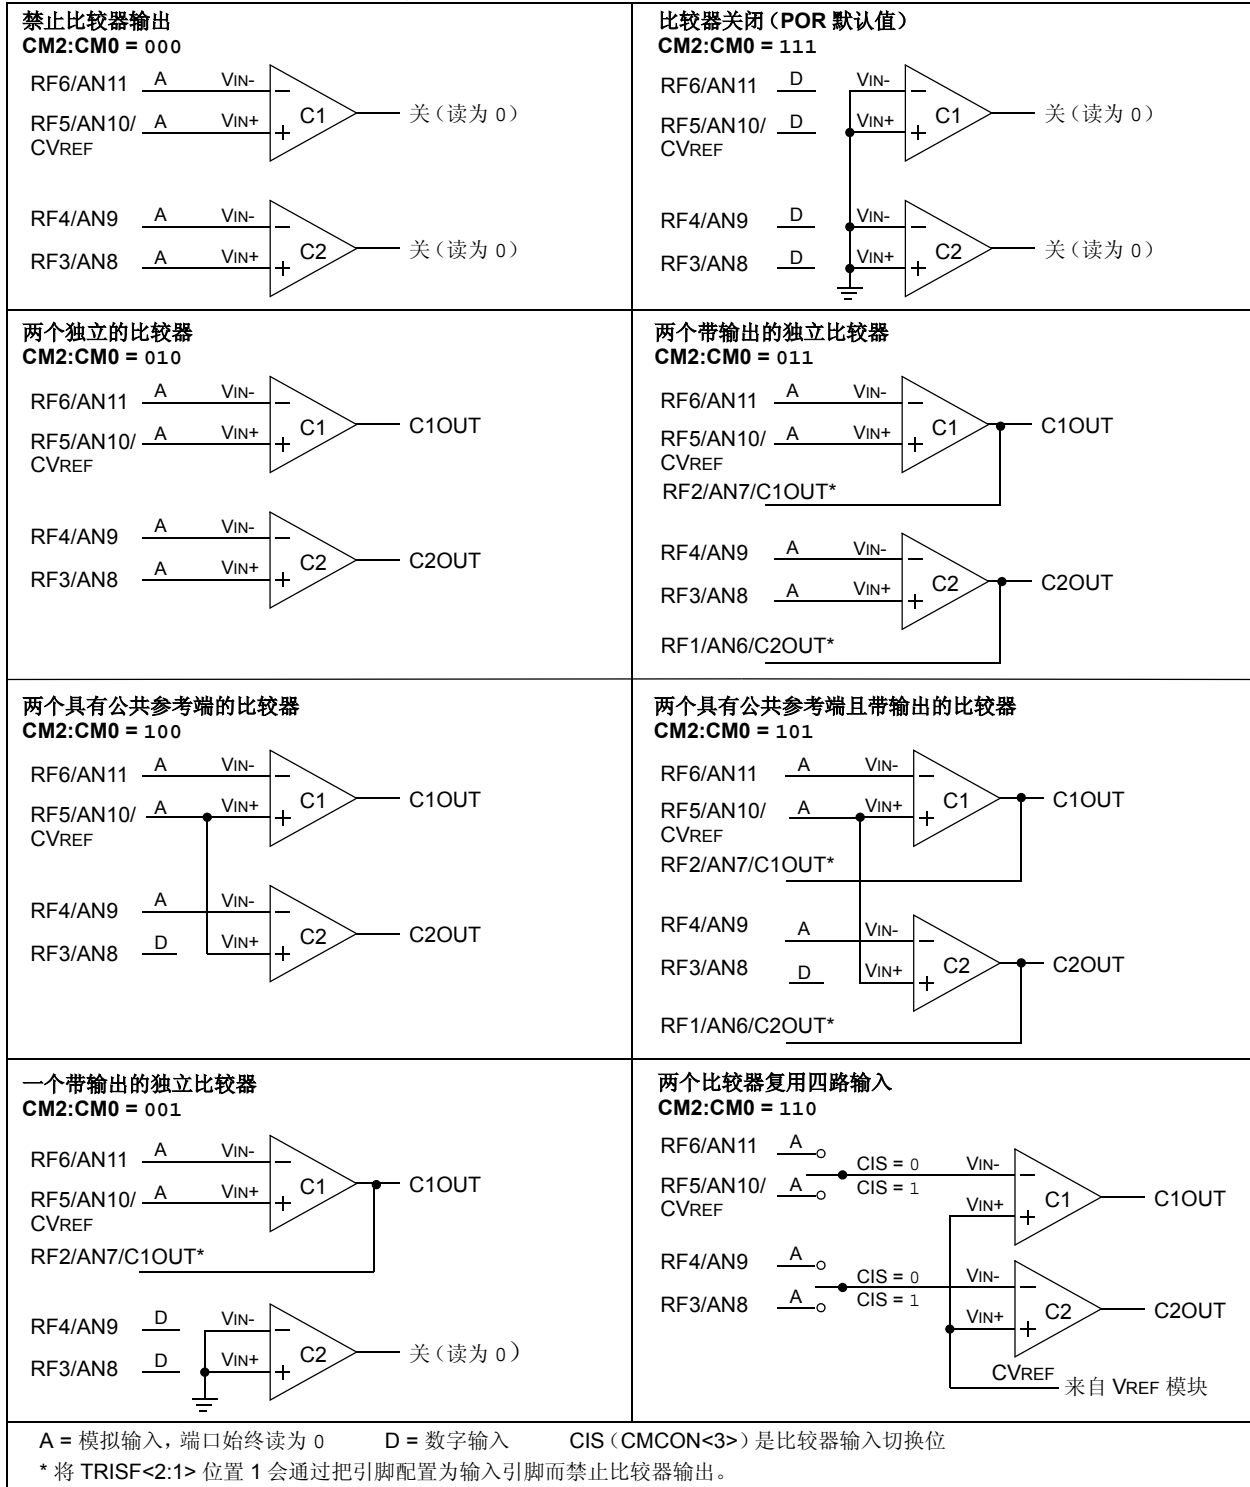 禁止比较器输出
CM2:CM0 = 000
RF6/AN11 A VIN-
C1 关（读为 0）
RF5/AN10/ A VIN+
CVREF
RF4/AN9 A VIN-
C2 关（读为 0）
RF3/AN8 A VIN+
比较器关闭（POR 默认值）
CM2:CM0 = 111
RF6/AN11 D VIN-
C1 关（读为 0）
RF5/AN10/ D VIN+
CVREF
RF4/AN9 D VIN-
C2 关（读为 0）
RF3/AN8 D VIN+
两个独立的比较器
CM2:CM0 = 010
RF6/AN11 A VIN-
C1 C1OUT
RF5/AN10/ A VIN+
CVREF
RF4/AN9 A VIN-
C2 C2OUT
RF3/AN8 A VIN+
两个带输出的独立比较器
CM2:CM0 = 011
RF6/AN11 A VIN-
C1 C1OUT
RF5/AN10/ A VIN+
CVREF
RF2/AN7/C1OUT*
RF4/AN9 A VIN-
C2 C2OUT
RF3/AN8 A VIN+
RF1/AN6/C2OUT*
两个具有公共参考端的比较器
CM2:CM0 = 100
RF6/AN11 A VIN-
C1 C1OUT
RF5/AN10/ A VIN+
CVREF
RF4/AN9 A VIN-
C2 C2OUT
RF3/AN8 D VIN+
两个具有公共参考端且带输出的比较器
CM2:CM0 = 101
RF6/AN11 A VIN-
C1 C1OUT
RF5/AN10/ A VIN+
CVREF
RF2/AN7/C1OUT*
RF4/AN9 A VIN-
C2 C2OUT
RF3/AN8 D VIN+
RF1/AN6/C2OUT*
一个带输出的独立比较器
CM2:CM0 = 001
RF6/AN11 A VIN-
C1 C1OUT
RF5/AN10/ A VIN+
CVREF
RF2/AN7/C1OUT*
RF4/AN9 D VIN-
C2 关（读为 0）
RF3/AN8 D VIN+
两个比较器复用四路输入
CM2:CM0 = 110
RF6/AN11 A
CIS = 0 VIN-
RF5/AN10/ A CIS = 1
CVREF
VIN+ C1 C1OUT
RF4/AN9 A
CIS = 0 VIN-
RF3/AN8 A CIS = 1
VIN+ C2 C2OUT
CVREF
来自 VREF 模块
A = 模拟输入，端口始终读为 0 D = 数字输入 CIS（CMCON<3>）是比较器输入切换位
* 将 TRISF<2:1> 位置 1 会通过把引脚配置为输入引脚而禁止比较器输出。